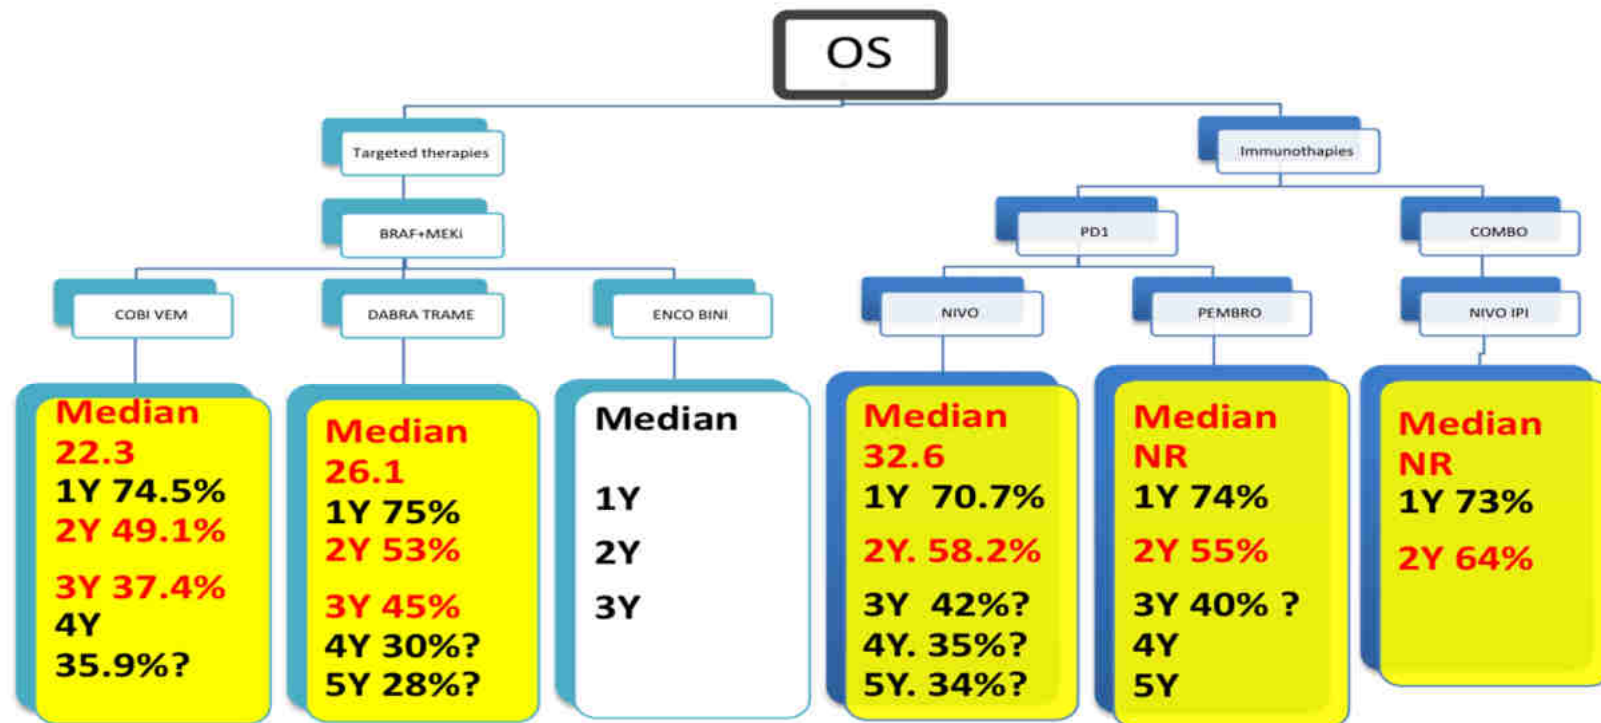 OS
Targeted therapies
Immunothapies
BRAF+MEKi
PD1
COMBO
COBI VEM
DABRA TRAME
ENCO BINI
NIVO
PEMBRO
NIVO IPI
Median
22.3
1Y 74.5%
2Y 49.1%
3Y 37.4%
4Y
35.9%?
Median
26.1
1Y 75%
2Y 53%
3Y 45%
4Y 30%?
5Y 28%?
Median
1Y
2Y
3Y
Median
32.6
1Y 70.7%
2Y. 58.2%
3Y 42%?
4Y. 35%?
5Y. 34%?
Median
NR
1Y 74%
2Y 55%
3Y 40% ?
4Y
5Y
Median
NR
1Y 73%
2Y 64%